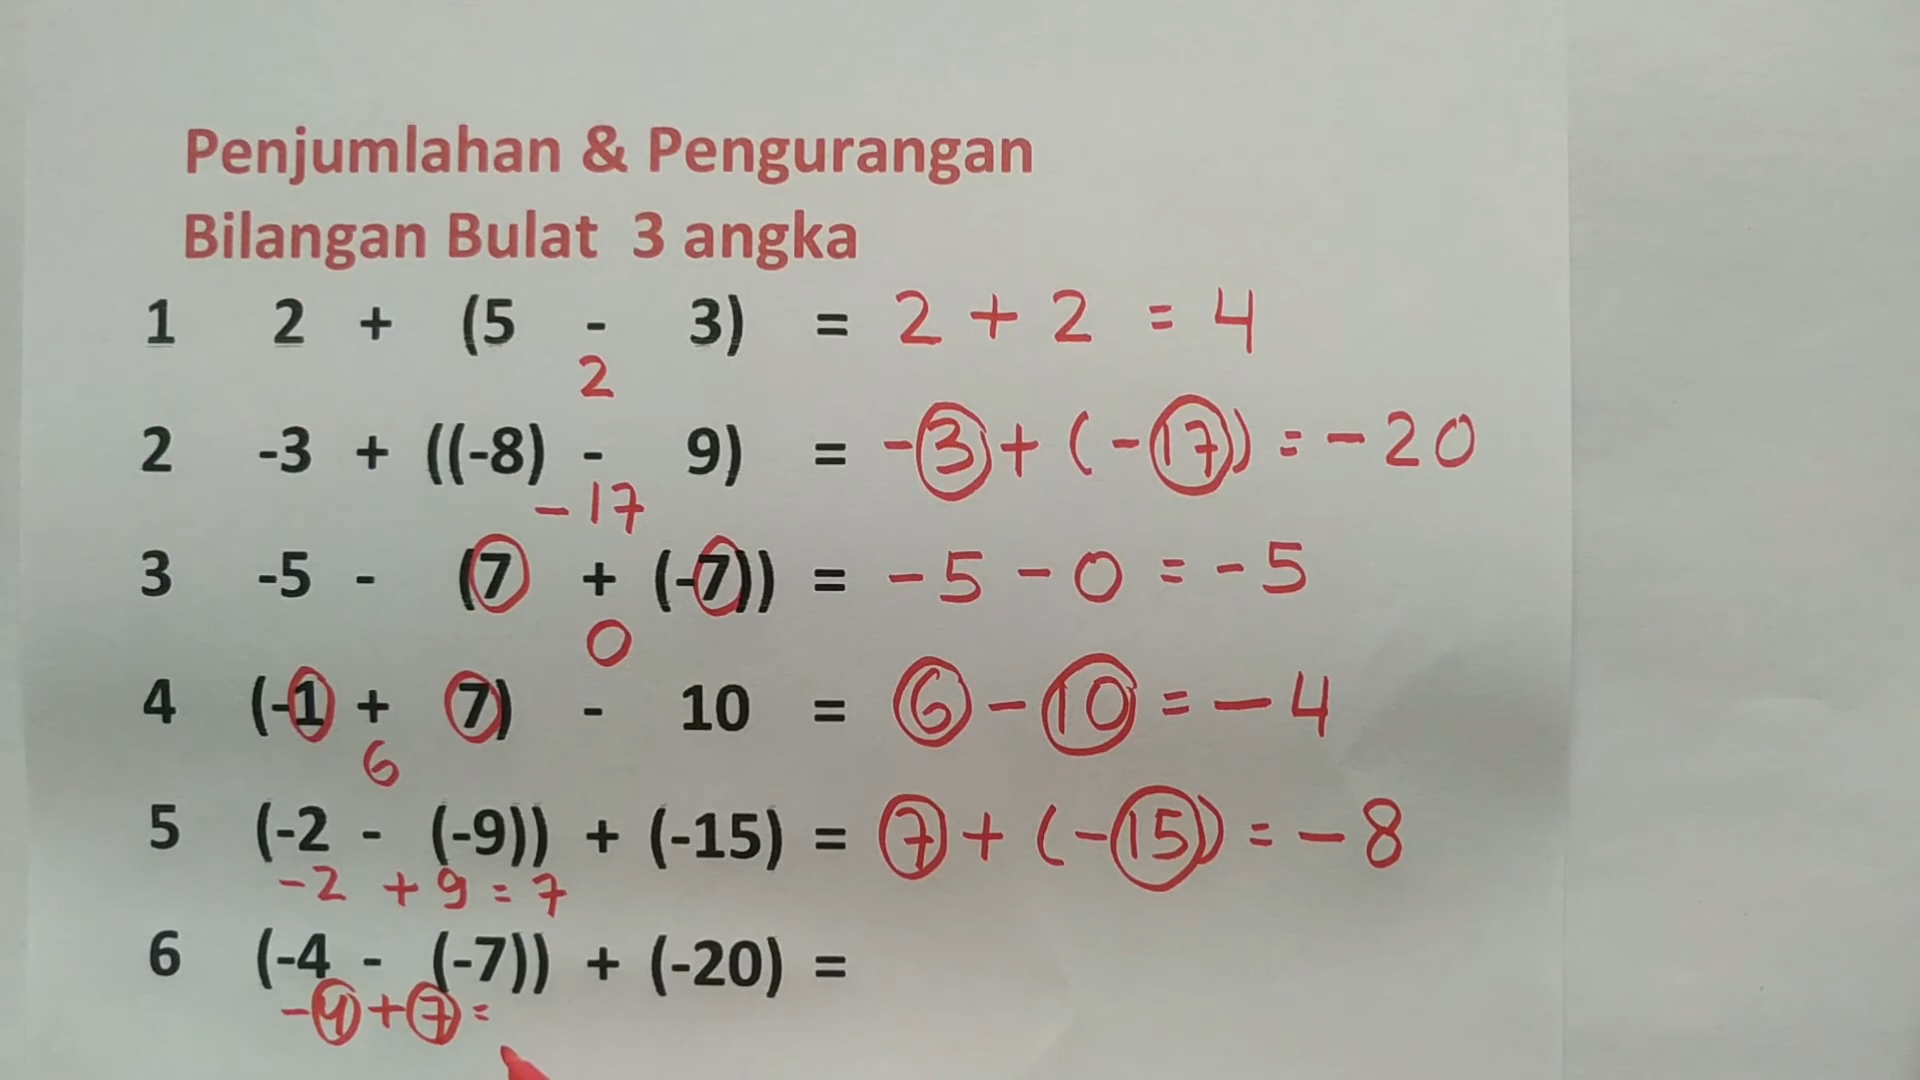 Penjumlahan & Pengurangan
Bilangan Bulat 3 angka
1 2 + (5 - 3) = 2 + 2 = 4
2
2 -3 + ((-8) - 9) = -3 + (-17) = -20
-17
3 -5 - (7 + (-7)) = -5 - 0 = -5
0
4 (-1 + 7) - 10 = 6 - 10 = -4
6
5 (-2 - (-9)) + (-15) = 7 + (-15) = -8
-2 + 9 = 7
6 (-4 - (-7)) + (-20) =
-4 + 7 =